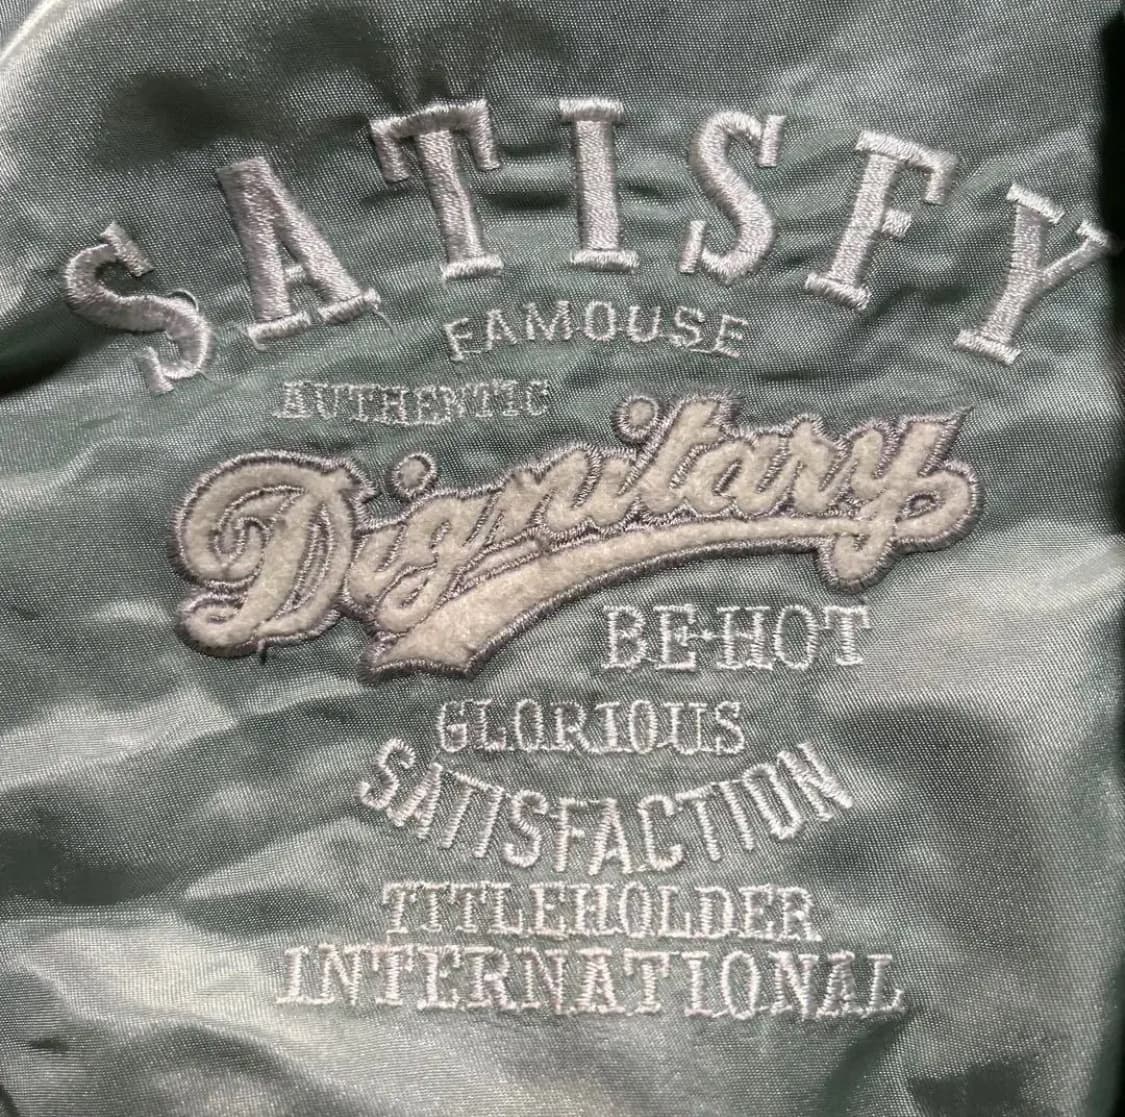 SATISFY
FAMOUSE
AUTHENTIC
Dignitary
BE-HOT
GLORIOUS
SATISFACTION
TITLEHOLDER
INTERNATIONAL